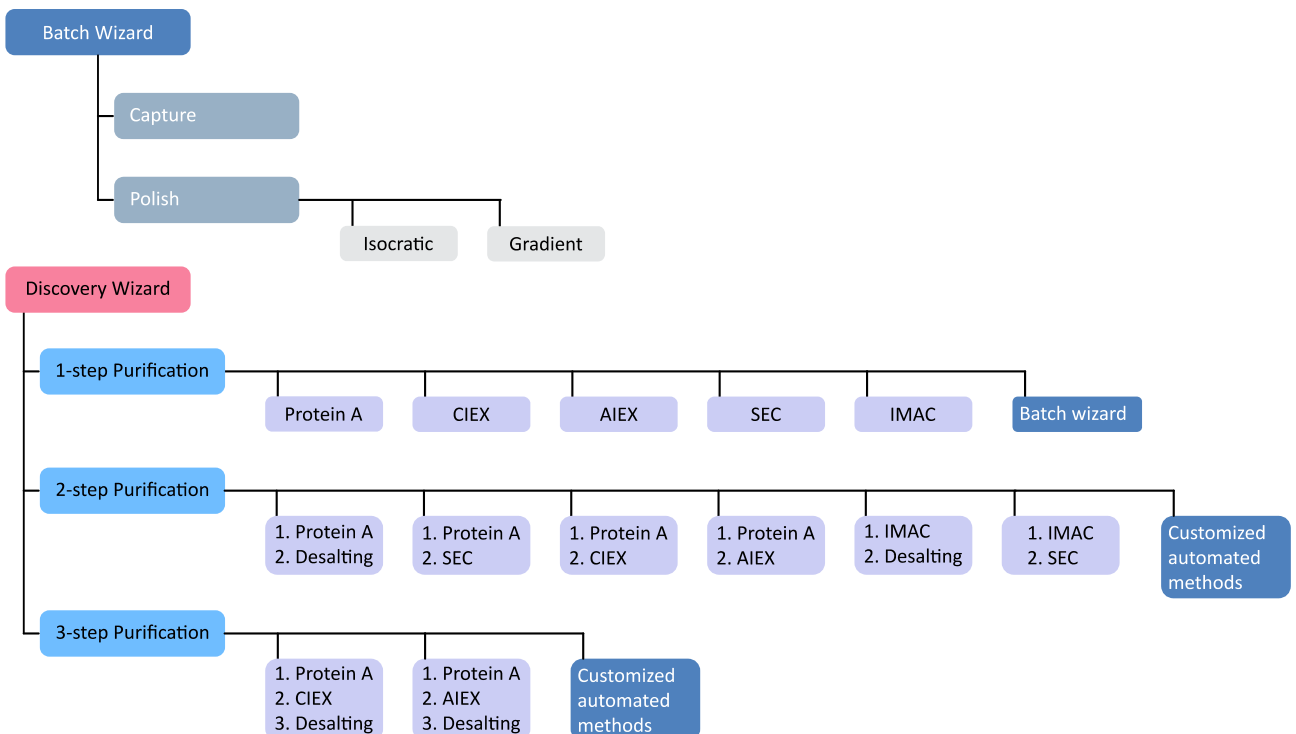 Batch Wizard
Capture
Polish
Isocratic
Gradient
Discovery Wizard
1-step Purification
Protein A
CIEX
AIEX
SEC
IMAC
Batch wizard
2-step Purification
1. Protein A
2. Desalting
1. Protein A
2. SEC
1. Protein A
2. CIEX
1. Protein A
2. AIEX
1. IMAC
2. Desalting
1. IMAC
2. SEC
Customized
automated
methods
3-step Purification
1. Protein A
2. CIEX
3. Desalting
1. Protein A
2. AIEX
3. Desalting
Customized
automated
methods